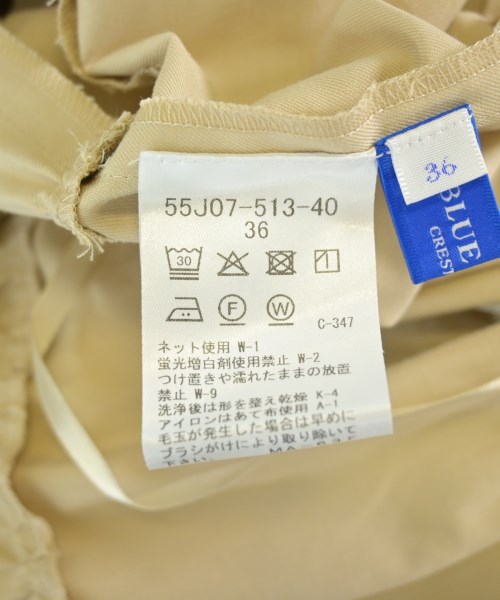 55J07-513-40
36
30
F
W
C-347
ネット使用 W-1
蛍光増白剤使用禁止 W-2
つけ置きや濡れたままの放置
禁止 W-9
洗浄後は形を整え乾燥 K-4
アイロンはあて布使用 A-1
毛玉が発生した場合は早めに
ブラシがけにより取り除いて
下さい。
36
BLUE
CREST